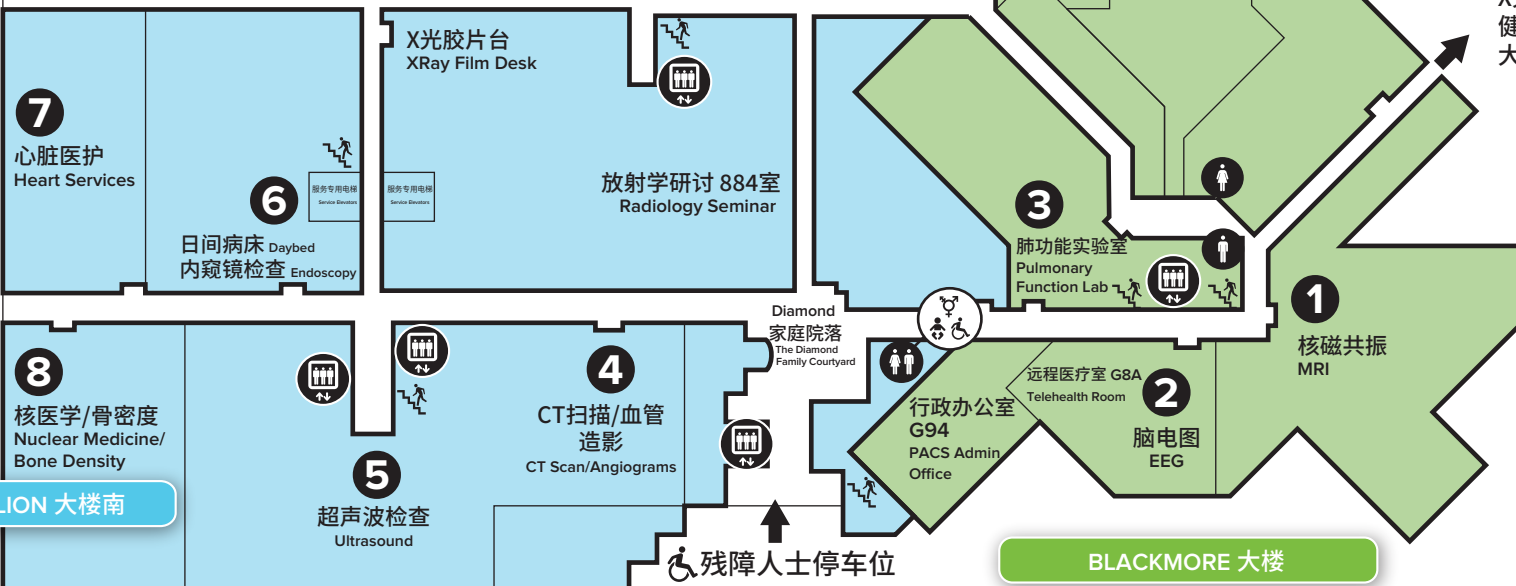 X光胶片台
XRay Film Desk
健
大
7
心脏医护
Heart Services
6
服务专用电梯
Service Elevators
服务专用电梯
Service Elevators
日间病床 Daybed
内窥镜检查 Endoscopy
放射学研讨 884室
Radiology Seminar
3
肺功能实验室
Pulmonary
Function Lab
1
核磁共振
MRI
Diamond
家庭院落
The Diamond
Family Courtyard
8
核医学/骨密度
Nuclear Medicine/
Bone Density
LION 大楼南
5
超声波检查
Ultrasound
4
CT扫描/血管
造影
CT Scan/Angiograms
行政办公室
G94
PACS Admin
Office
远程医疗室 G8A
Telehealth Room
2
脑电图
EEG
残障人士停车位
BLACKMORE 大楼